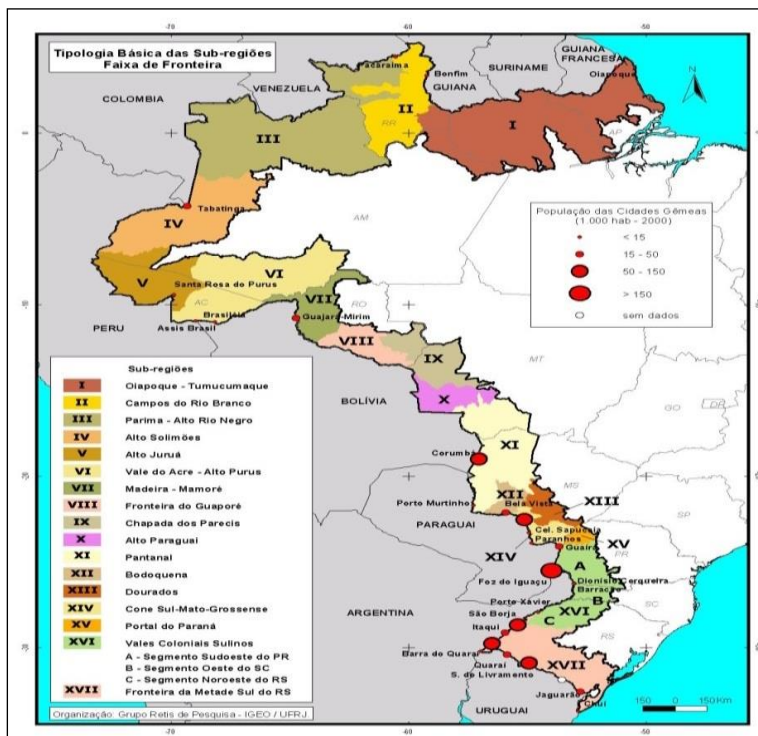 -70
-60
-50
Tipologia Básica das Sub-regiões
Faixa de Fronteira
COLOMBIA
VENEZUELA
Pacaraima
Bonfim
GUIANA
SURINAME
GUIANA
FRANCESA
Oiapoque
N
II
RR
I
AP
III
IV
Tabatinga
AM
População das Cidades Gêmeas
(1.000 hab - 2000)
< 15
15 - 50
50 - 150
> 150
sem dados
V
Santa Rosa do Purus
VI
AC
Brasiléia
Assis Brasil
PERU
VII
RO
Guajará-Mirim
VIII
IX
MT
BOLÍVIA
X
GO
DF
XI
Corumbá
XII
MS
Porto Murtinho
Bela Vista
XIII
SP
PARAGUAI
Cel. Sapucaia
Paranhos
XV
XIV
Guaíra
PR
A
Foz do Iguaçu
Dionísio Cerqueira
Barracão
B
SC
Porto Xavier
XVI
ARGENTINA
São Borja
C
Itaqui
RS
Barra do Quaraí
XVII
Quaraí
S. do Livramento
Jaguarão
Chuí
URUGUAI
150 0 150 Km
Sub-regiões
I Oiapoque - Tumucumaque
II Campos do Rio Branco
III Parima - Alto Rio Negro
IV Alto Solimões
V Alto Juruá
VI Vale do Acre - Alto Purus
VII Madeira - Mamoré
VIII Fronteira do Guaporé
IX Chapada dos Parecis
X Alto Paraguai
XI Pantanal
XII Bodoquena
XIII Dourados
XIV Cone Sul-Mato-Grossense
XV Portal do Paraná
XVI Vales Coloniais Sulinos
A - Segmento Sudoeste do PR
B - Segmento Oeste do SC
C - Segmento Noroeste do RS
XVII Fronteira da Metade Sul do RS
Organização: Grupo Retis de Pesquisa - IGEO / UFRJ
-70
-60
-50